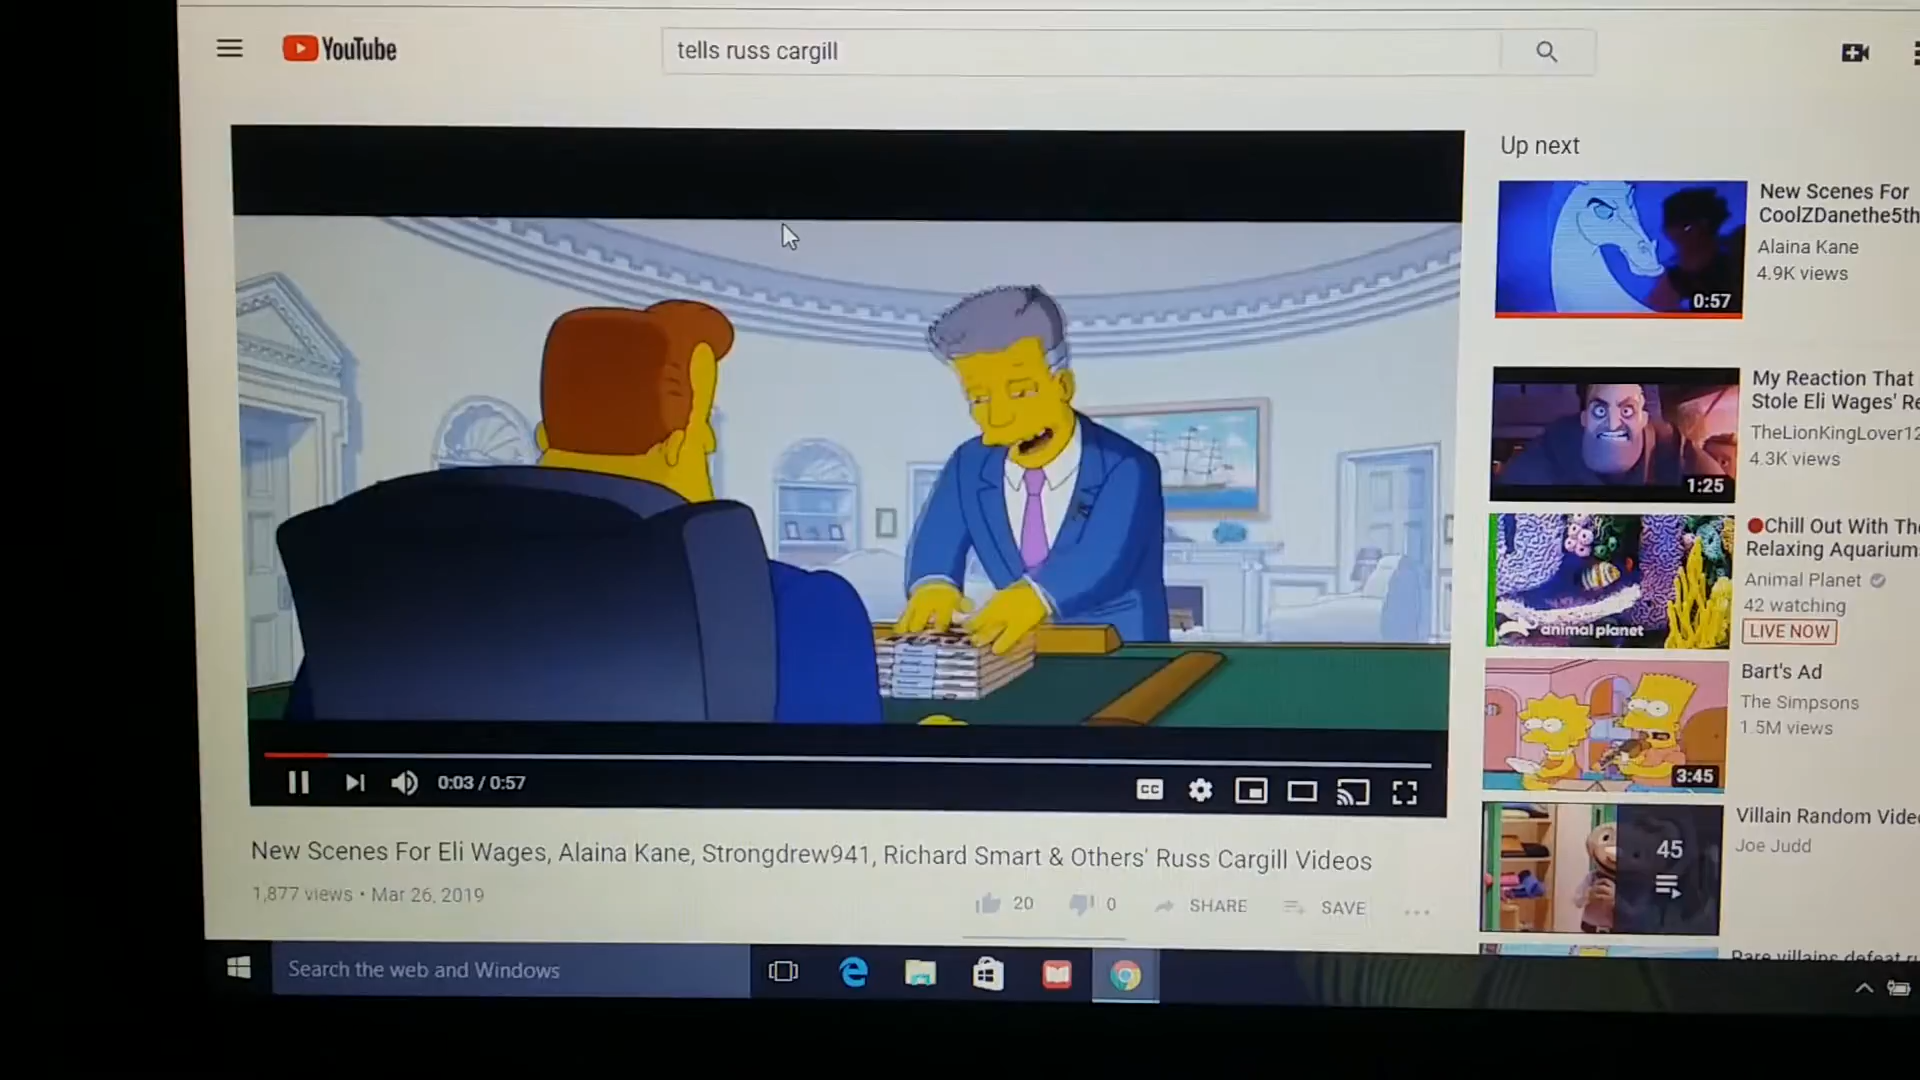 YouTube
tells russ cargill
Up next
New Scenes For
CoolZDanethe5th
Alaina Kane
4.9K views
0:57
My Reaction That
Stole Eli Wages' Re
TheLionKingLover12
4.3K views
1:25
Chill Out With The
Relaxing Aquarium
Animal Planet
42 watching
LIVE NOW
animal planet
Bart's Ad
The Simpsons
1.5M views
3:45
Villain Random Vide
Joe Judd
45
Rare villains defeat
0:03 / 0:57
CC
New Scenes For Eli Wages, Alaina Kane, Strongdrew941, Richard Smart & Others' Russ Cargill Videos
1,877 views • Mar 26, 2019
20
0
SHARE
SAVE
Search the web and Windows